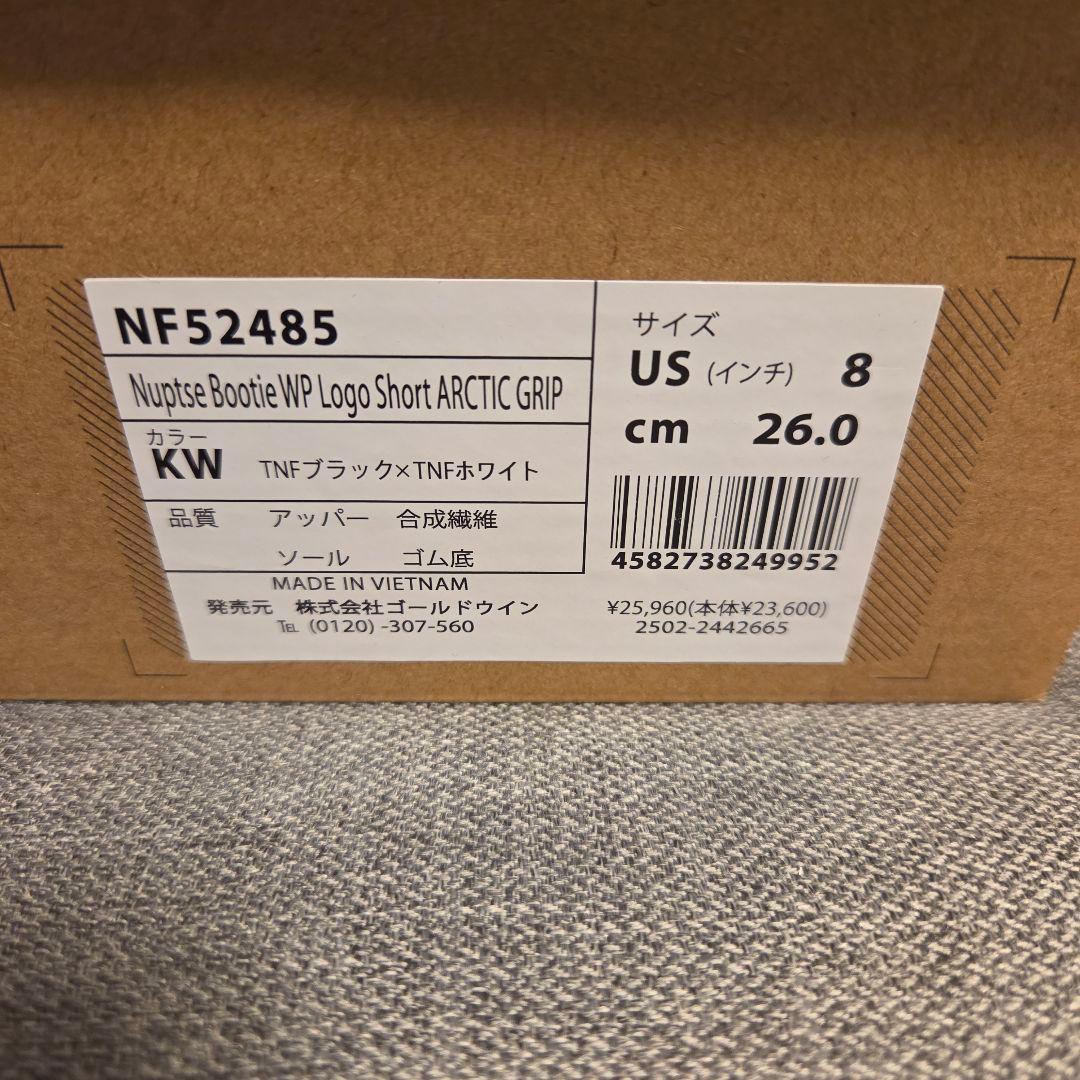 NF52485
Nuptse Bootie WP Logo Short ARCTIC GRIP
カラー
KW TNFブラック×TNFホワイト
品質 アッパー 合成繊維
ソール ゴム底
MADE IN VIETNAM
発売元 株式会社ゴールドウイン
TEL (0120) -307-560
サイズ
US (インチ) 8
cm 26.0
4582738249952
¥25,960(本体¥23,600)
2502-2442665